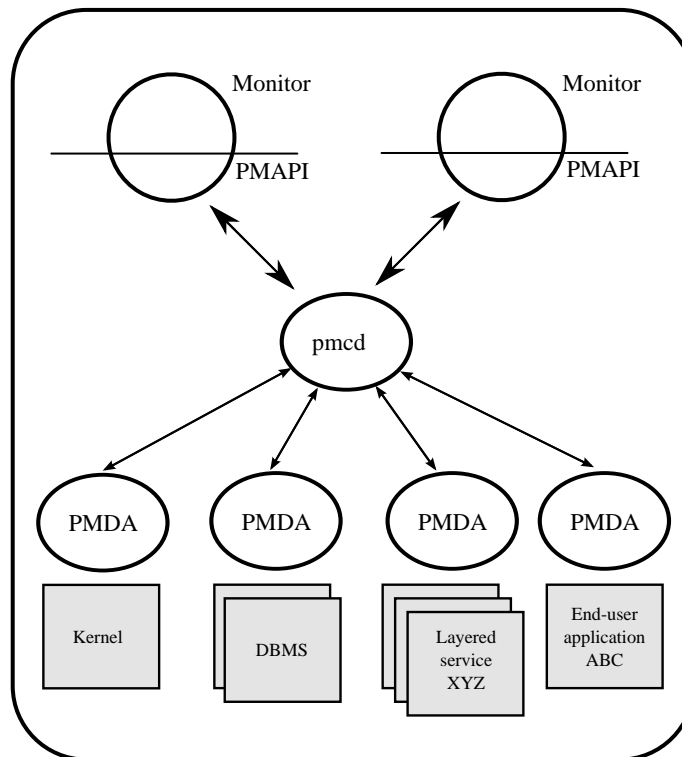 Monitor
Monitor
PMAPI
PMAPI
pmcd
PMDA
PMDA
PMDA
PMDA
Kernel
DBMS
Layered
service
XYZ
End-user
application
ABC